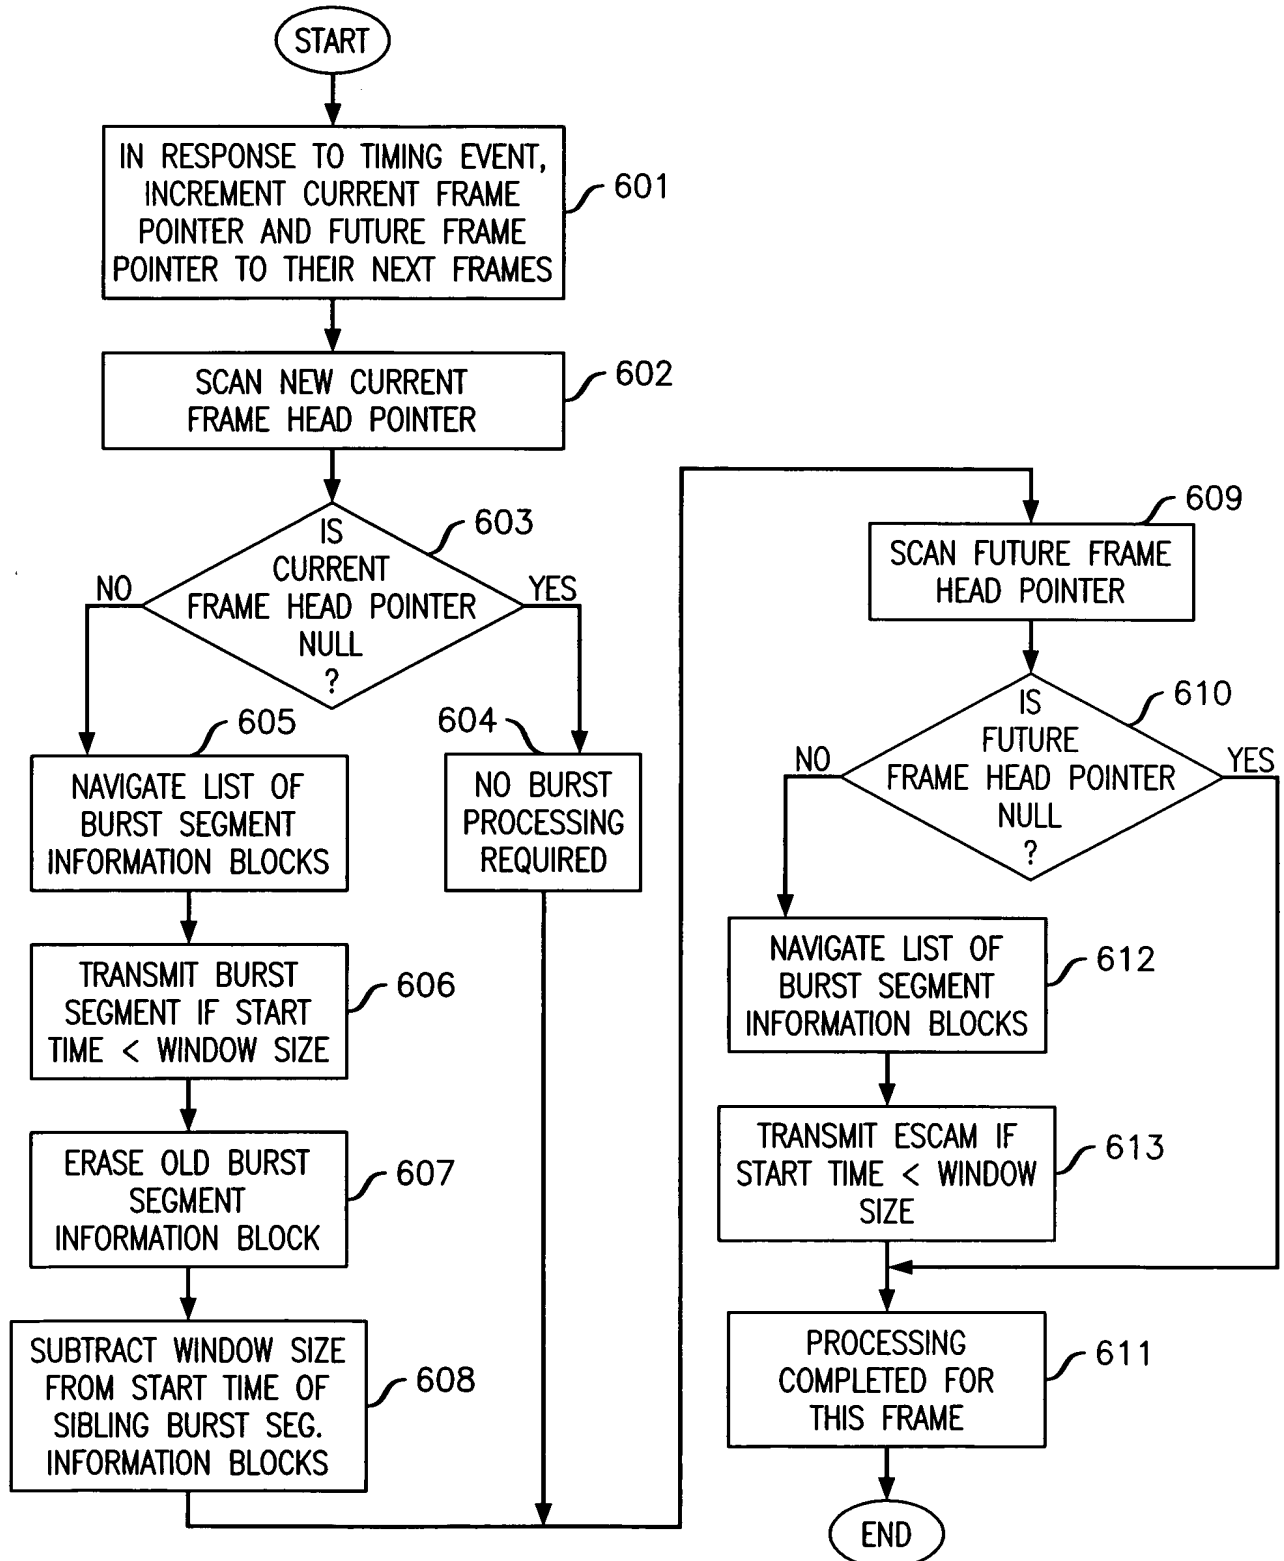 START
IN RESPONSE TO TIMING EVENT,
INCREMENT CURRENT FRAME
POINTER AND FUTURE FRAME
POINTER TO THEIR NEXT FRAMES
601
SCAN NEW CURRENT
FRAME HEAD POINTER
602
IS
CURRENT
FRAME HEAD POINTER
NULL
?
603
NO
YES
605
NAVIGATE LIST OF
BURST SEGMENT
INFORMATION BLOCKS
604
NO BURST
PROCESSING
REQUIRED
TRANSMIT BURST
SEGMENT IF START
TIME < WINDOW SIZE
606
ERASE OLD BURST
SEGMENT
INFORMATION BLOCK
607
SUBTRACT WINDOW SIZE
FROM START TIME OF
SIBLING BURST SEG.
INFORMATION BLOCKS
608
609
SCAN FUTURE FRAME
HEAD POINTER
IS
FUTURE
FRAME HEAD POINTER
NULL
?
610
NO
YES
NAVIGATE LIST OF
BURST SEGMENT
INFORMATION BLOCKS
612
TRANSMIT ESCAM IF
START TIME < WINDOW
SIZE
613
PROCESSING
COMPLETED FOR
THIS FRAME
611
END